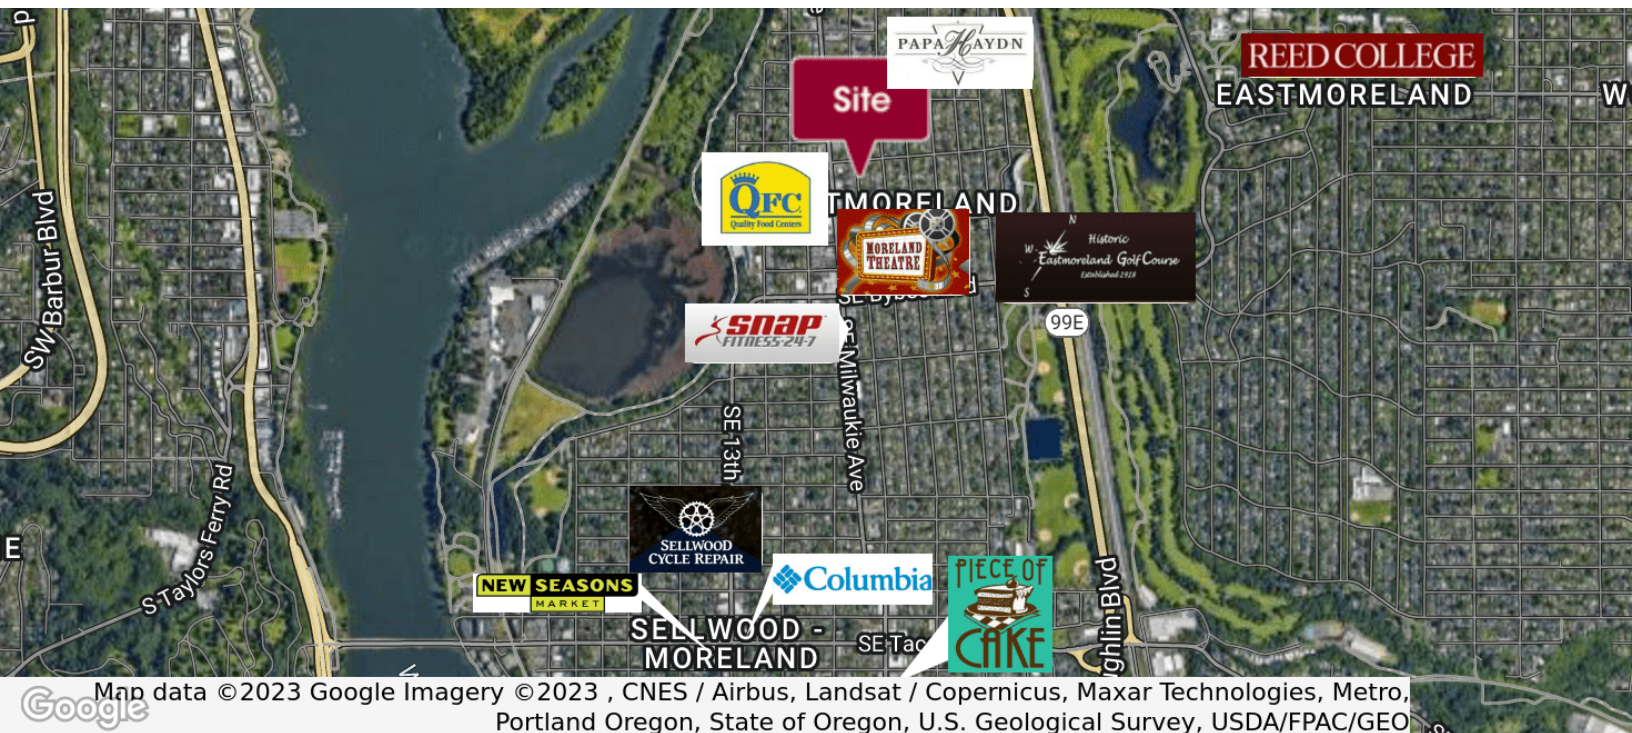 PAPA HAYDN
REED COLLEGE
EASTMORELAND
Site
QFC
Quality Food Centers
TMORELAND
MORELAND
THEATRE
N
W
S
Historic
Eastmoreland Golf Course
Established 1918
SW Barbur Blvd
snap
FITNESS-24-7
99E
SE Milwaukie Ave
SE 13th
S Taylors Ferry Rd
E
SELLWOOD
CYCLE REPAIR
NEW SEASONS
MARKET
Columbia
PIECE OF
CAKE
SELLWOOD -
MORELAND
SE Tac
ghlin Blvd
Map data ©2023 Google Imagery ©2023 , CNES / Airbus, Landsat / Copernicus, Maxar Technologies, Metro,
Google
Portland Oregon, State of Oregon, U.S. Geological Survey, USDA/FPAC/GEO